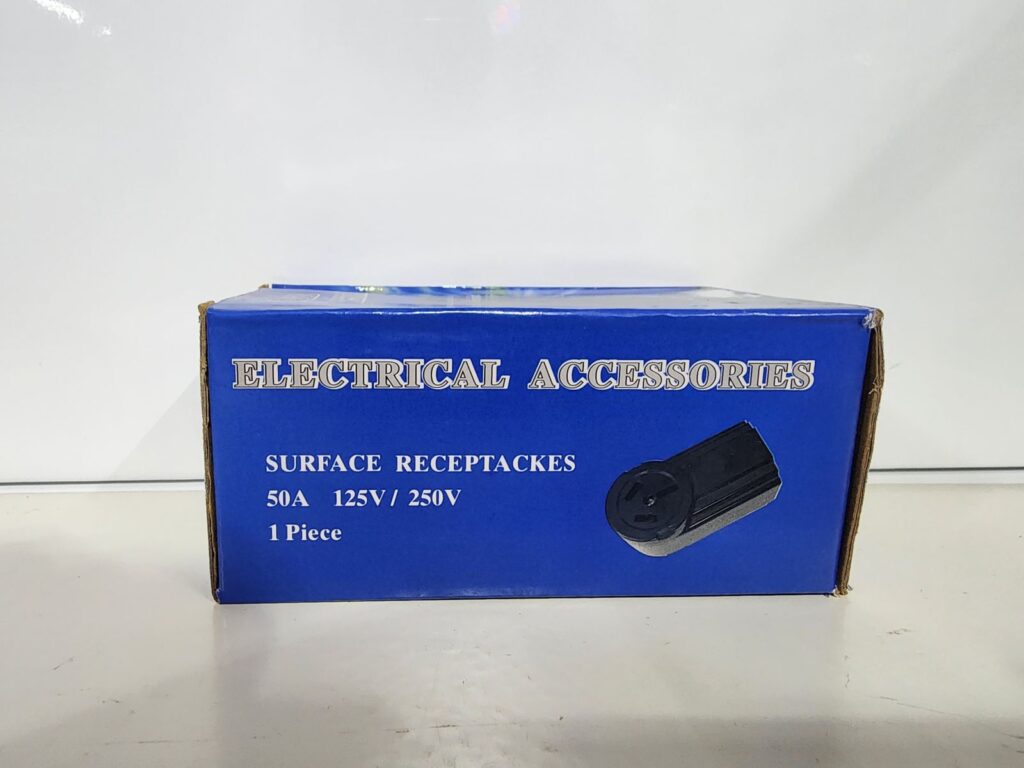 ELECTRICAL ACCESSORIES
SURFACE RECEPTACKES
50A 125V / 250V
1 Piece